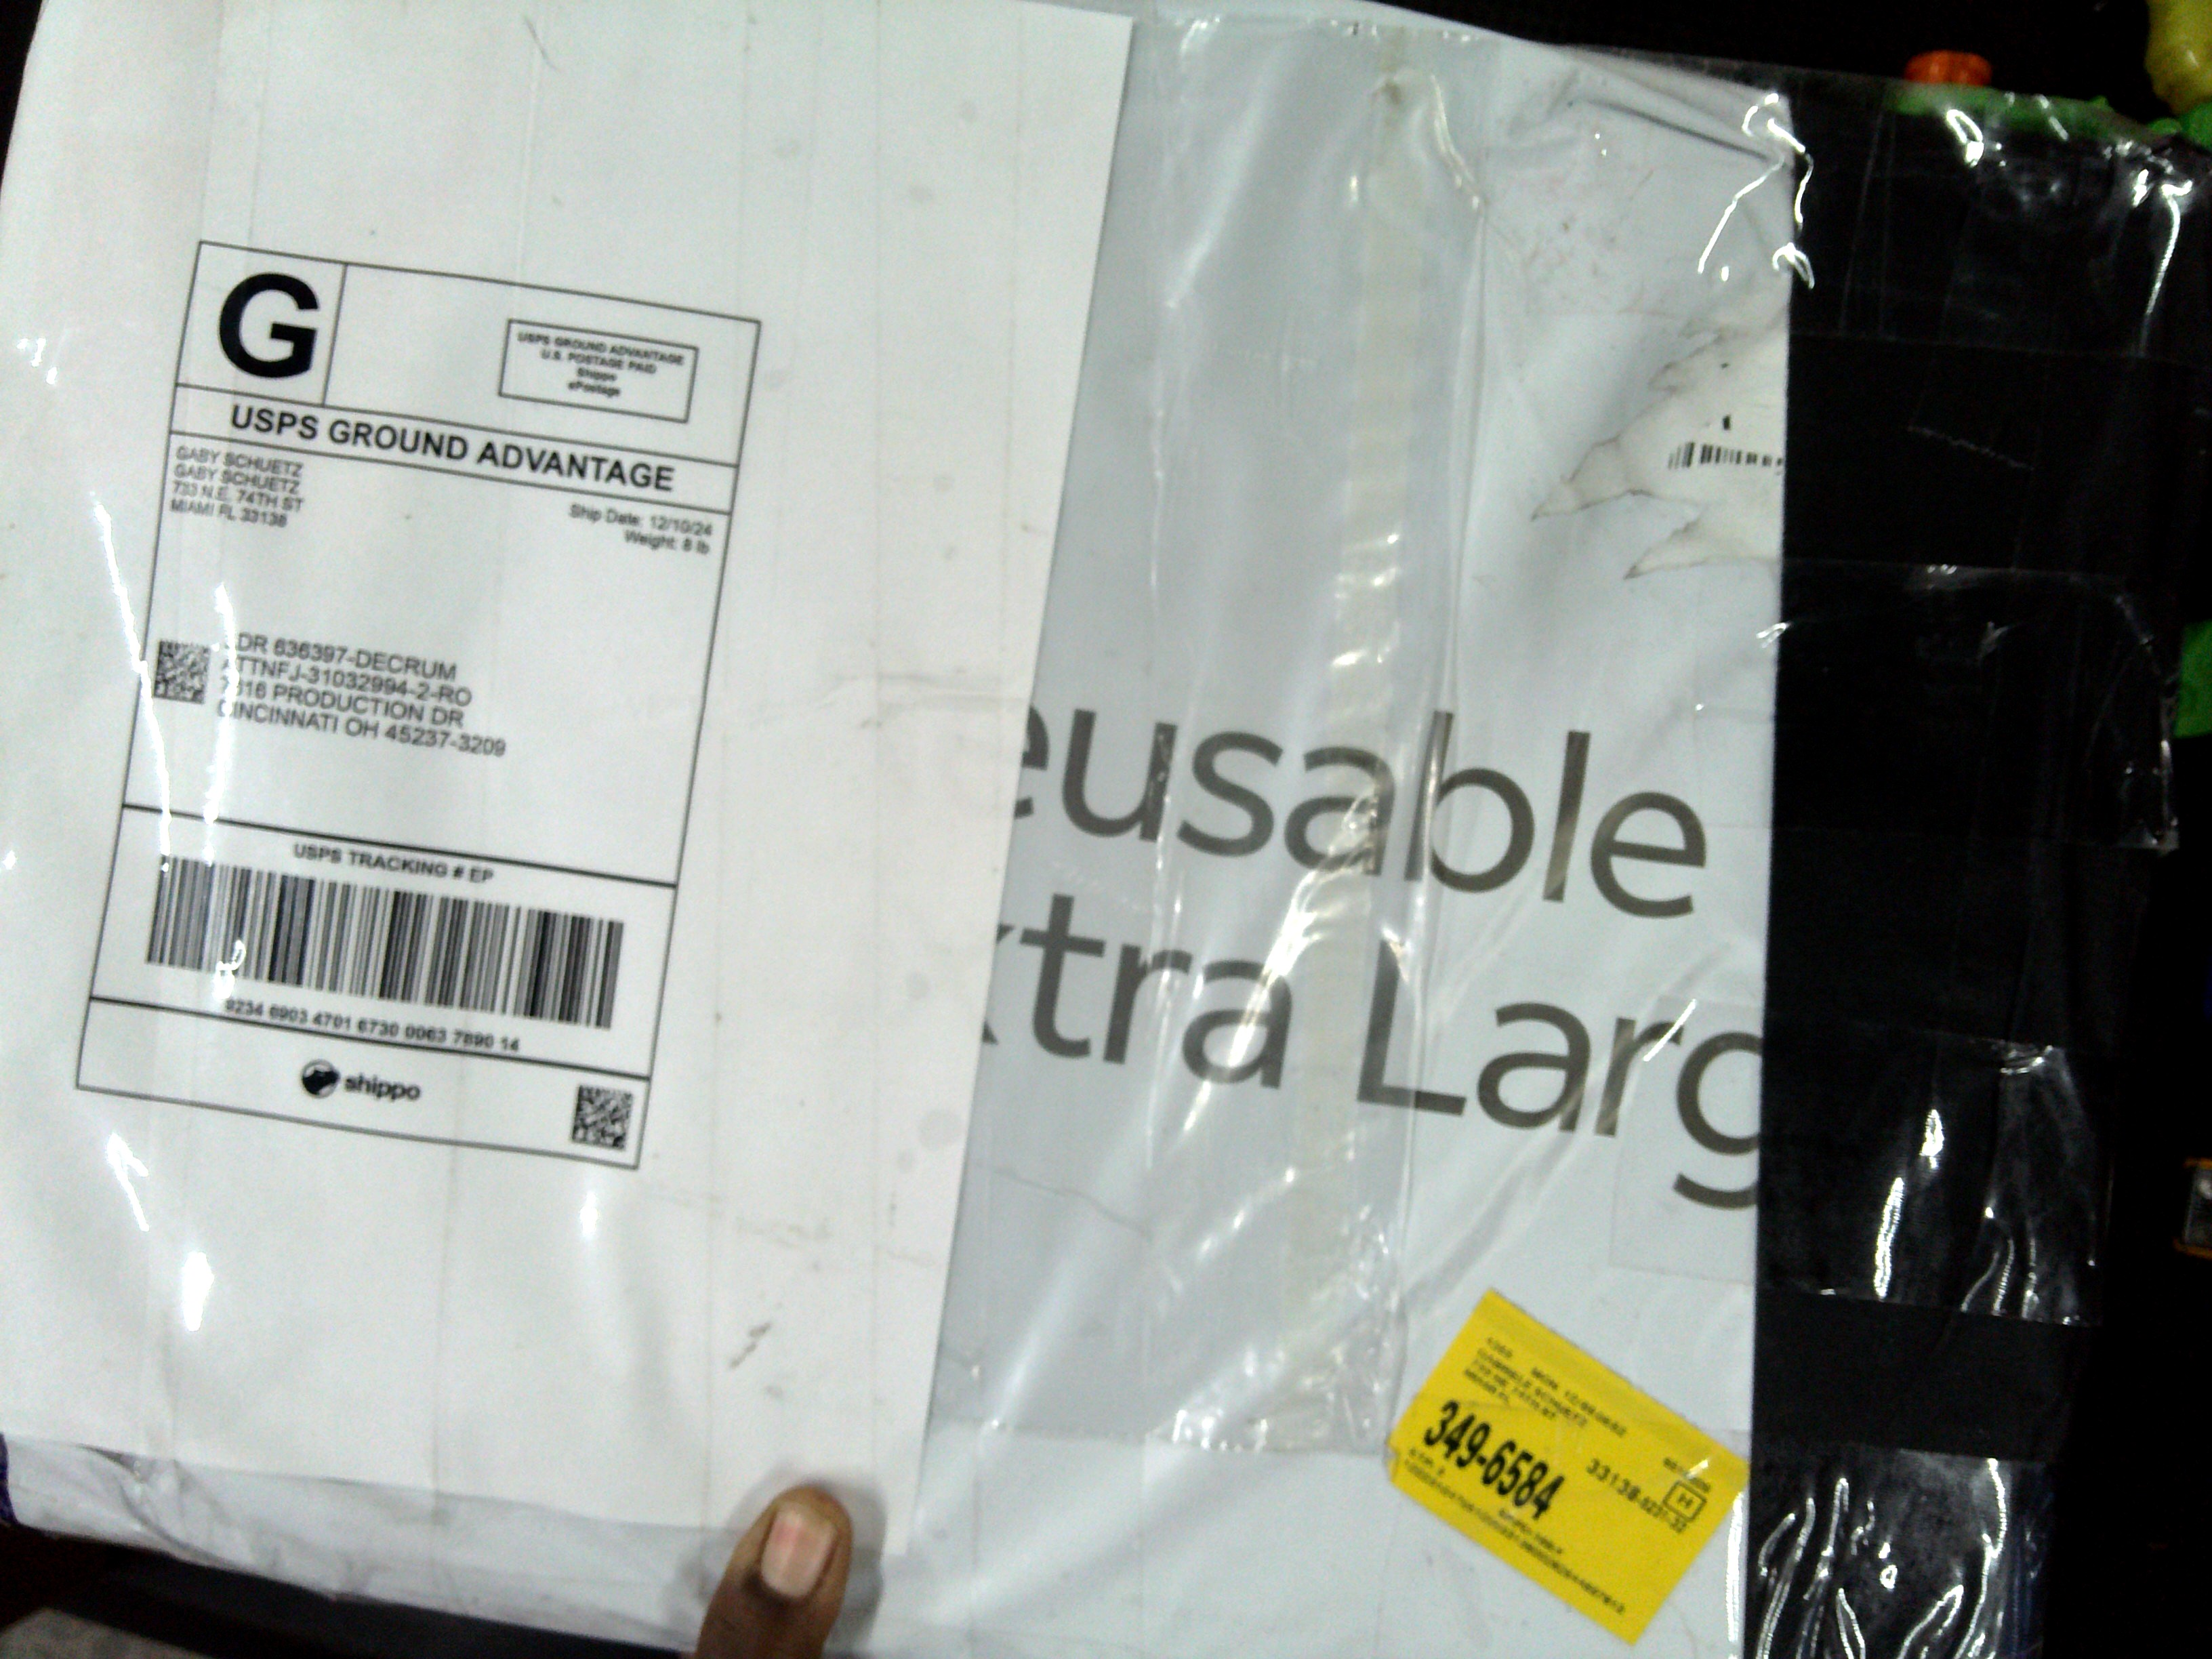 G
USPS GROUND ADVANTAGE
U.S. POSTAGE PAID
Shippo
ePostage
USPS GROUND ADVANTAGE
GABY SCHUETZ
GABY SCHUETZ
733 N.E. 74TH ST
MIAMI FL 33138
Ship Date: 12/10/24
Weight: 8 lb
DR 636397-DECRUM
ATTNFJ-31032994-2-RO
PRODUCTION DR
CINCINNATI OH 45237-3209
USPS TRACKING # EP
9234 6903 4701 6730 0063 7890 14
shippo
eusable
xtra Larg
349-6584
H